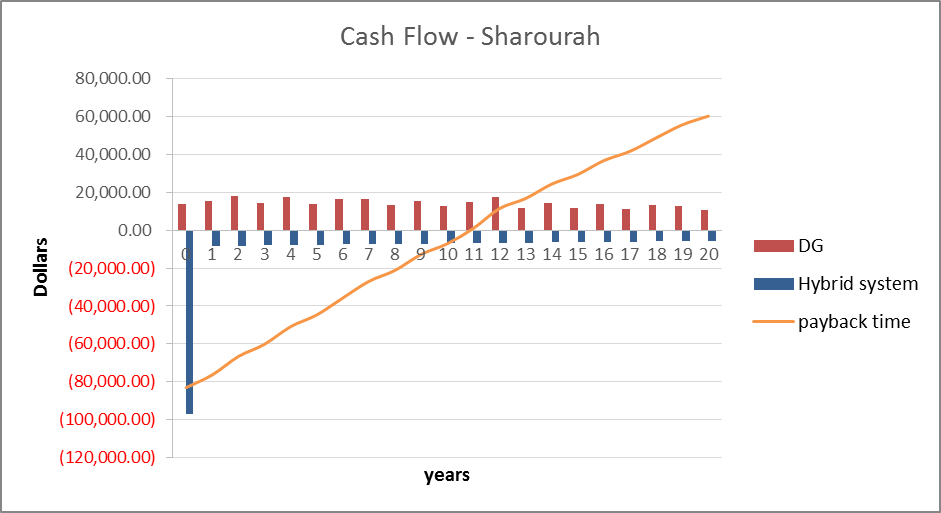 Cash Flow - Sharourah
80,000.00
60,000.00
40,000.00
20,000.00
0.00
(20,000.00)
(40,000.00)
(60,000.00)
(80,000.00)
(100,000.00)
(120,000.00)
Dollars
0 1 2 3 4 5 6 7 8 9 10 11 12 13 14 15 16 17 18 19 20
years
DG
Hybrid system
payback time